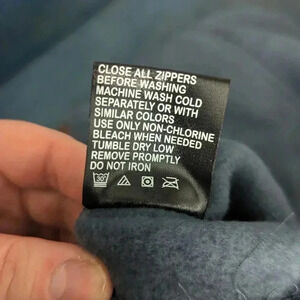 CLOSE ALL ZIPPERS
BEFORE WASHING
MACHINE WASH COLD
SEPARATELY OR WITH
SIMILAR COLORS
USE ONLY NON-CHLORINE
BLEACH WHEN NEEDED
TUMBLE DRY LOW
REMOVE PROMPTLY
DO NOT IRON
30°